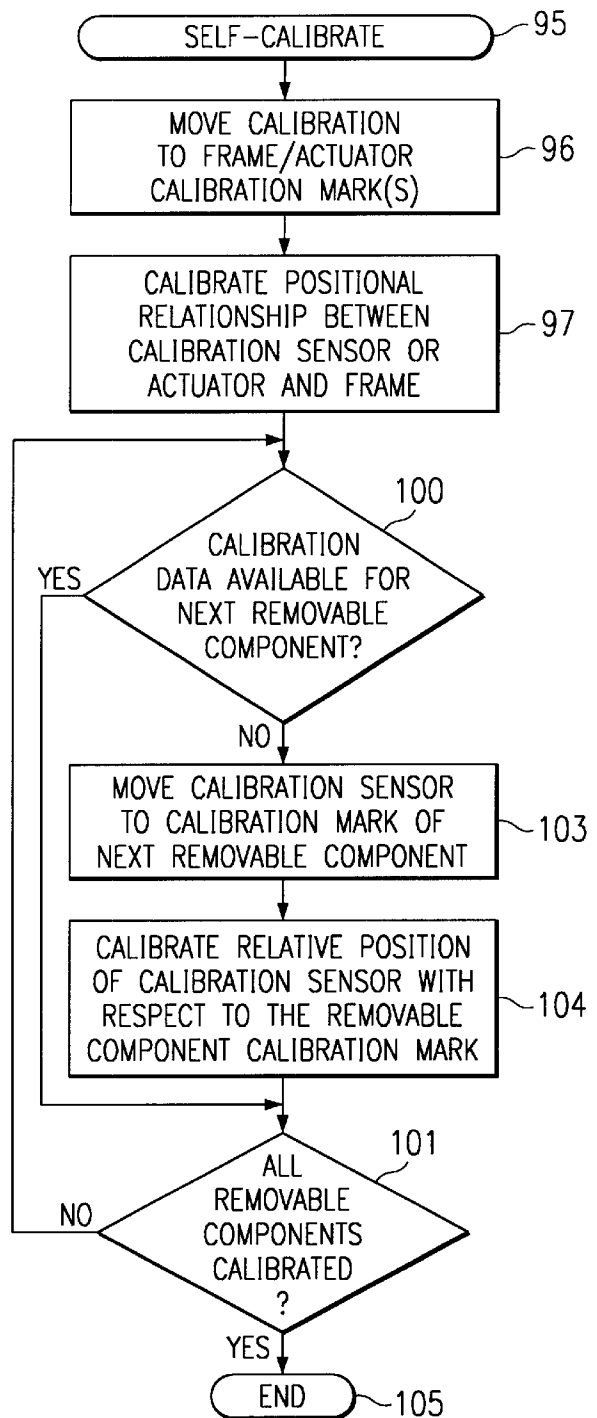 SELF-CALIBRATE
95
MOVE CALIBRATION
TO FRAME/ACTUATOR
CALIBRATION MARK(S)
96
CALIBRATE POSITIONAL
RELATIONSHIP BETWEEN
CALIBRATION SENSOR OR
ACTUATOR AND FRAME
97
100
CALIBRATION
DATA AVAILABLE FOR
NEXT REMOVABLE
COMPONENT?
YES
NO
MOVE CALIBRATION SENSOR
TO CALIBRATION MARK OF
NEXT REMOVABLE COMPONENT
103
CALIBRATE RELATIVE POSITION
OF CALIBRATION SENSOR WITH
RESPECT TO THE REMOVABLE
COMPONENT CALIBRATION MARK
104
101
ALL
REMOVABLE
COMPONENTS
CALIBRATED
?
NO
YES
END
105